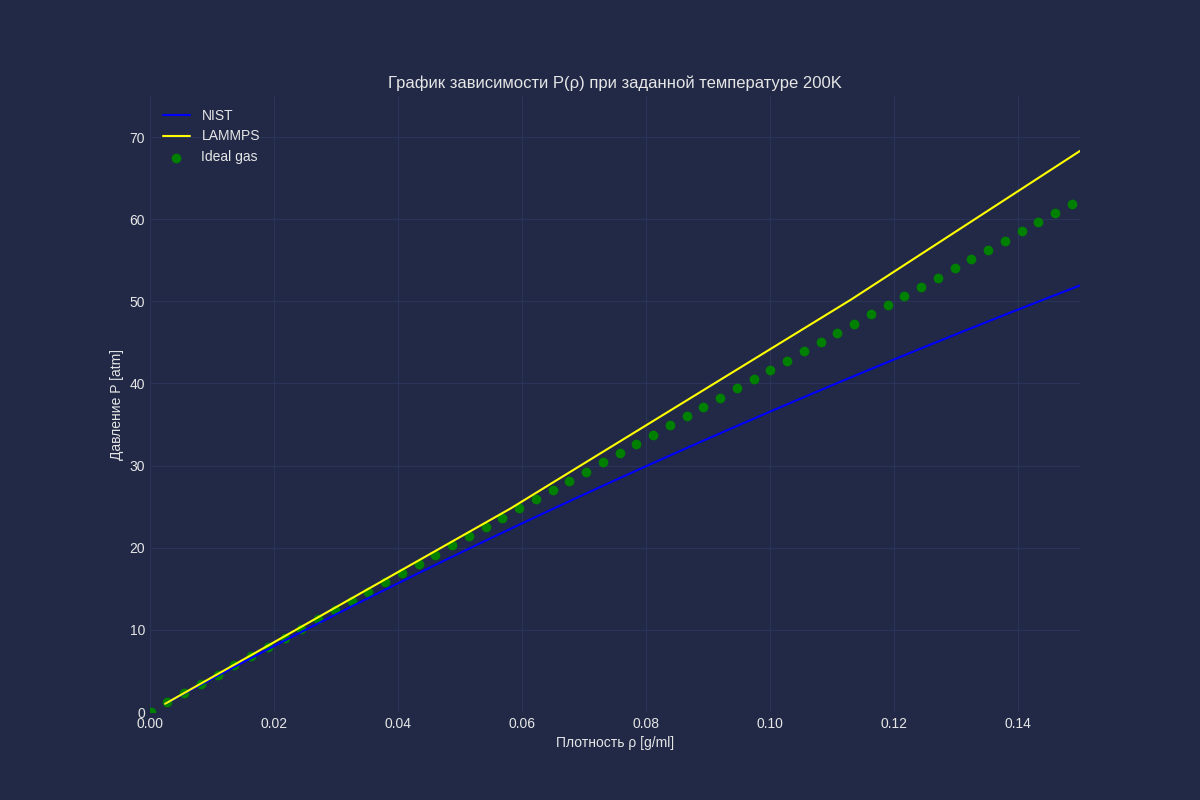 График зависимости P(ρ) при заданной температуре 200K
NIST
LAMMPS
Ideal gas
70
60
50
40
30
20
10
0
Давление P [atm]
0.00
0.02
0.04
0.06
0.08
0.10
0.12
0.14
Плотность ρ [g/ml]